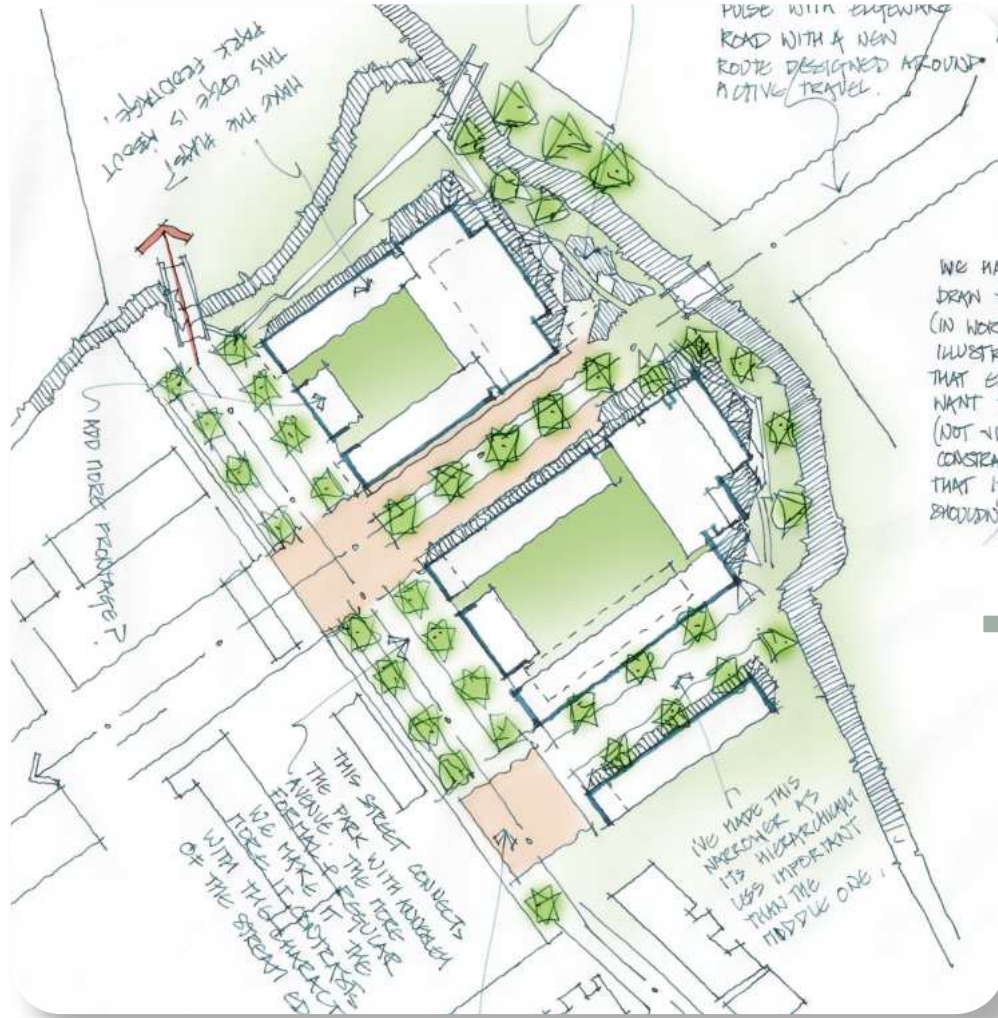 PULSE WITH EDGEWARE
ROAD WITH A NEW
ROUTE DESIGNED AROUND
ACTIVE TRAVEL.
MAKE THE
THIS EDGE IS ABOUT
PARK FRONTAGE.
WE HA
DRAW
(IN WOR
ILLUSTR
THAT E
WANT
(NOT
CONSTRA
THAT I
SHOULDN
ADD MORE FRONTAGE?
THIS STREET CONNECTS
THE PARK WITH ANNESLEY
AVENUE. THE MORE
FORMAL & REGULAR
WE MAKE IT THE
MORE IT CONTRASTS
WITH THE CHARACT
OF THE STREAM ED
I'VE MADE THIS
NARROWER AS
ITS HIERARCHICALLY
LESS IMPORTANT
THAN THE
MIDDLE ONE.